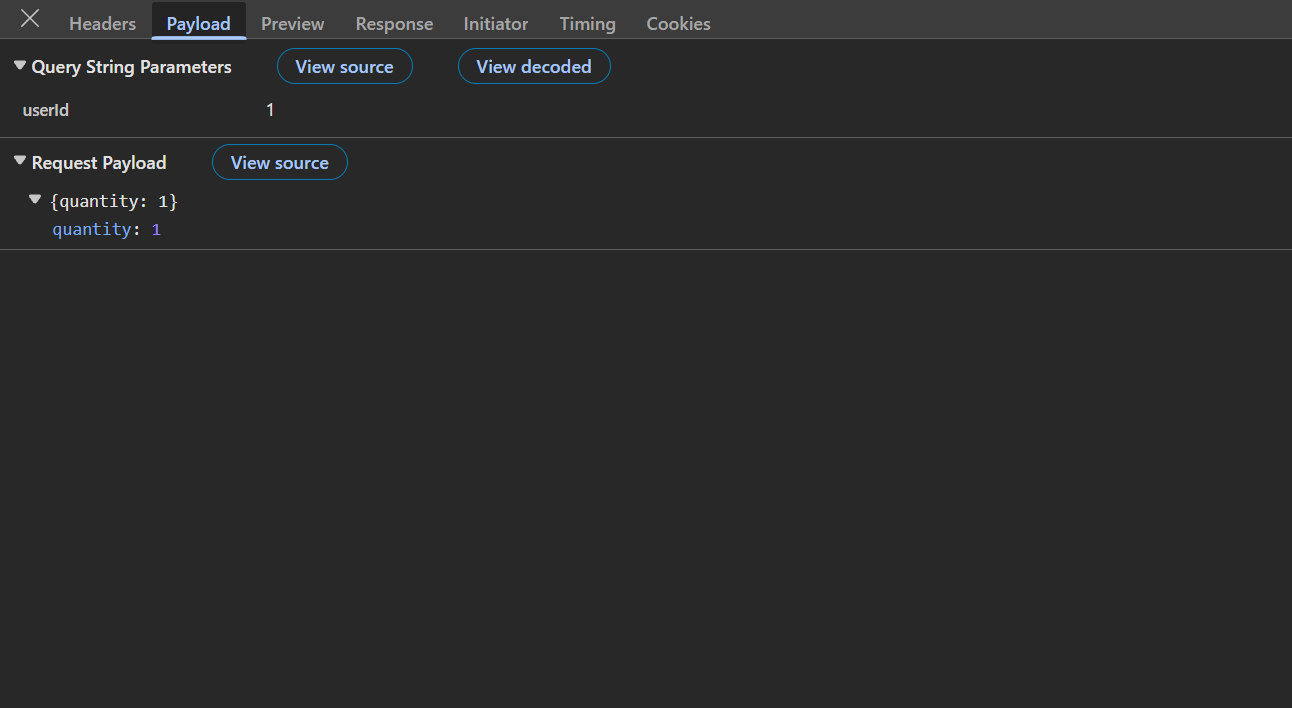 Headers Payload Preview Response Initiator Timing Cookies
Query String Parameters View source View decoded
userId 1
Request Payload View source
{quantity: 1}
quantity: 1